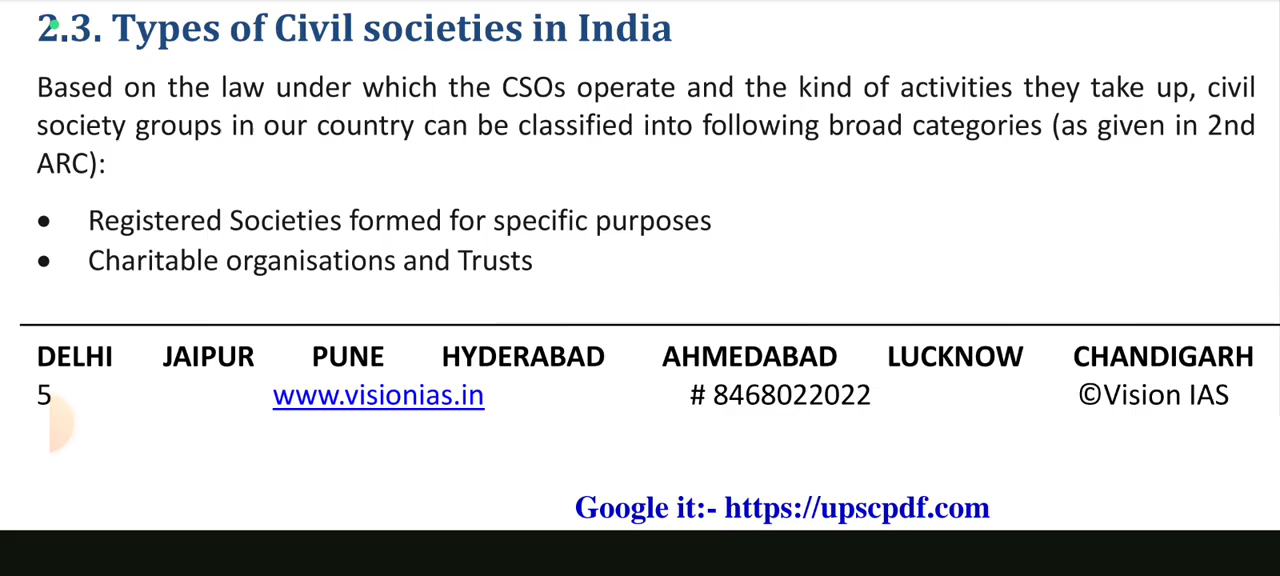 2.3. Types of Civil societies in India
Based on the law under which the CSOs operate and the kind of activities they take up, civil
society groups in our country can be classified into following broad categories (as given in 2nd
ARC):
• Registered Societies formed for specific purposes
• Charitable organisations and Trusts
DELHI JAIPUR PUNE HYDERABAD AHMEDABAD LUCKNOW CHANDIGARH
5 www.visionias.in # 8468022022 ©Vision IAS
Google it:- https://upscpdf.com